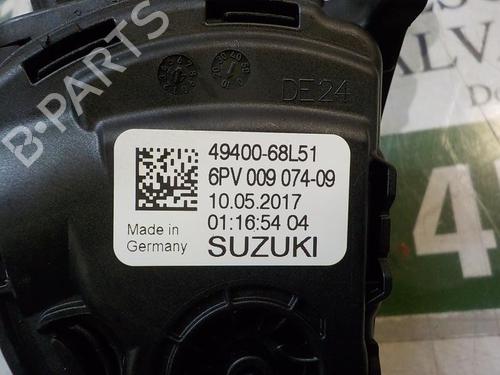 B-PARTS
DE24
49400-68L51
6PV 009 074-09
10.05.2017
01:16:54 04
Made in
Germany
SUZUKI